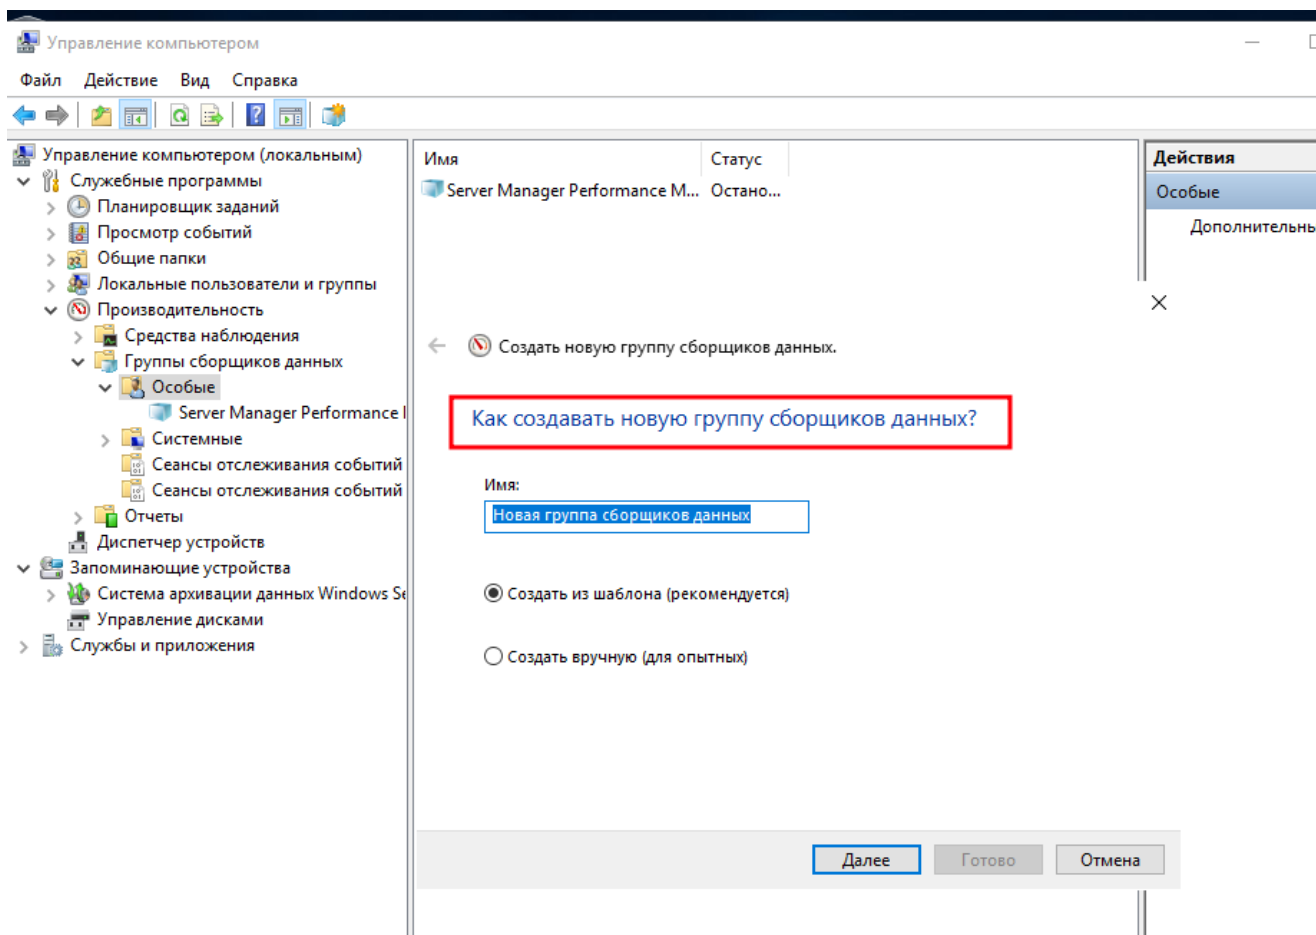 Управление компьютером
Файл Действие Вид Справка
Управление компьютером (локальным)
Служебные программы
Планировщик заданий
Просмотр событий
Общие папки
Локальные пользователи и группы
Производительность
Средства наблюдения
Группы сборщиков данных
Особые
Server Manager Performance
Системные
Сеансы отслеживания событий
Сеансы отслеживания событий
Отчеты
Диспетчер устройств
Запоминающие устройства
Система архивации данных Windows Se
Управление дисками
Службы и приложения
Имя Статус
Server Manager Performance M... Остано...
Создать новую группу сборщиков данных.
Как создавать новую группу сборщиков данных?
Имя:
Новая группа сборщиков данных
Создать из шаблона (рекомендуется)
Создать вручную (для опытных)
Далее Готово Отмена
Действия
Особые
Дополнительны